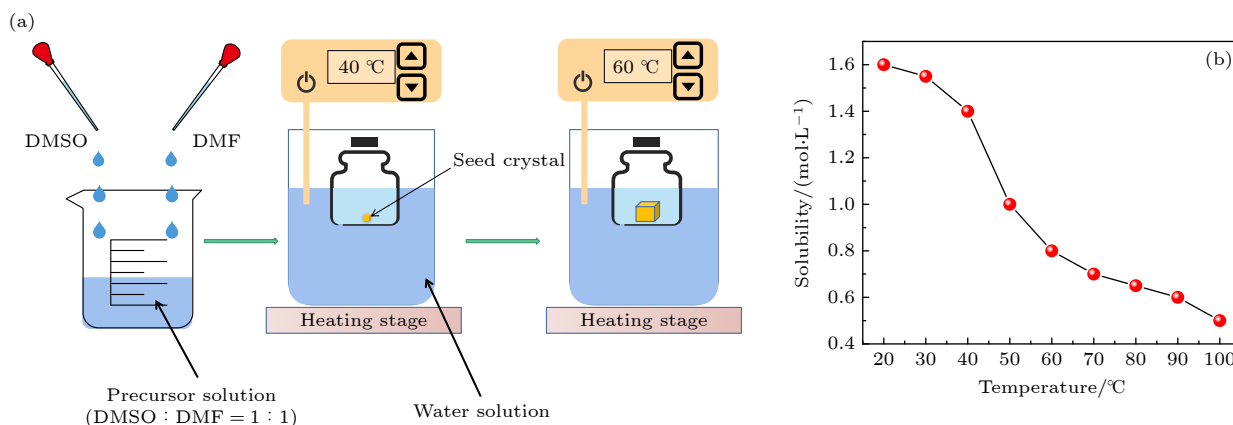 (a)
40 ℃
60 ℃
DMSO
DMF
Seed crystal
Heating stage
Heating stage
Precursor solution
(DMSO : DMF = 1 : 1)
Water solution
(b)
Solubility/(mol·L⁻¹)
1.6
1.4
1.2
1.0
0.8
0.6
0.4
20 30 40 50 60 70 80 90 100
Temperature/℃